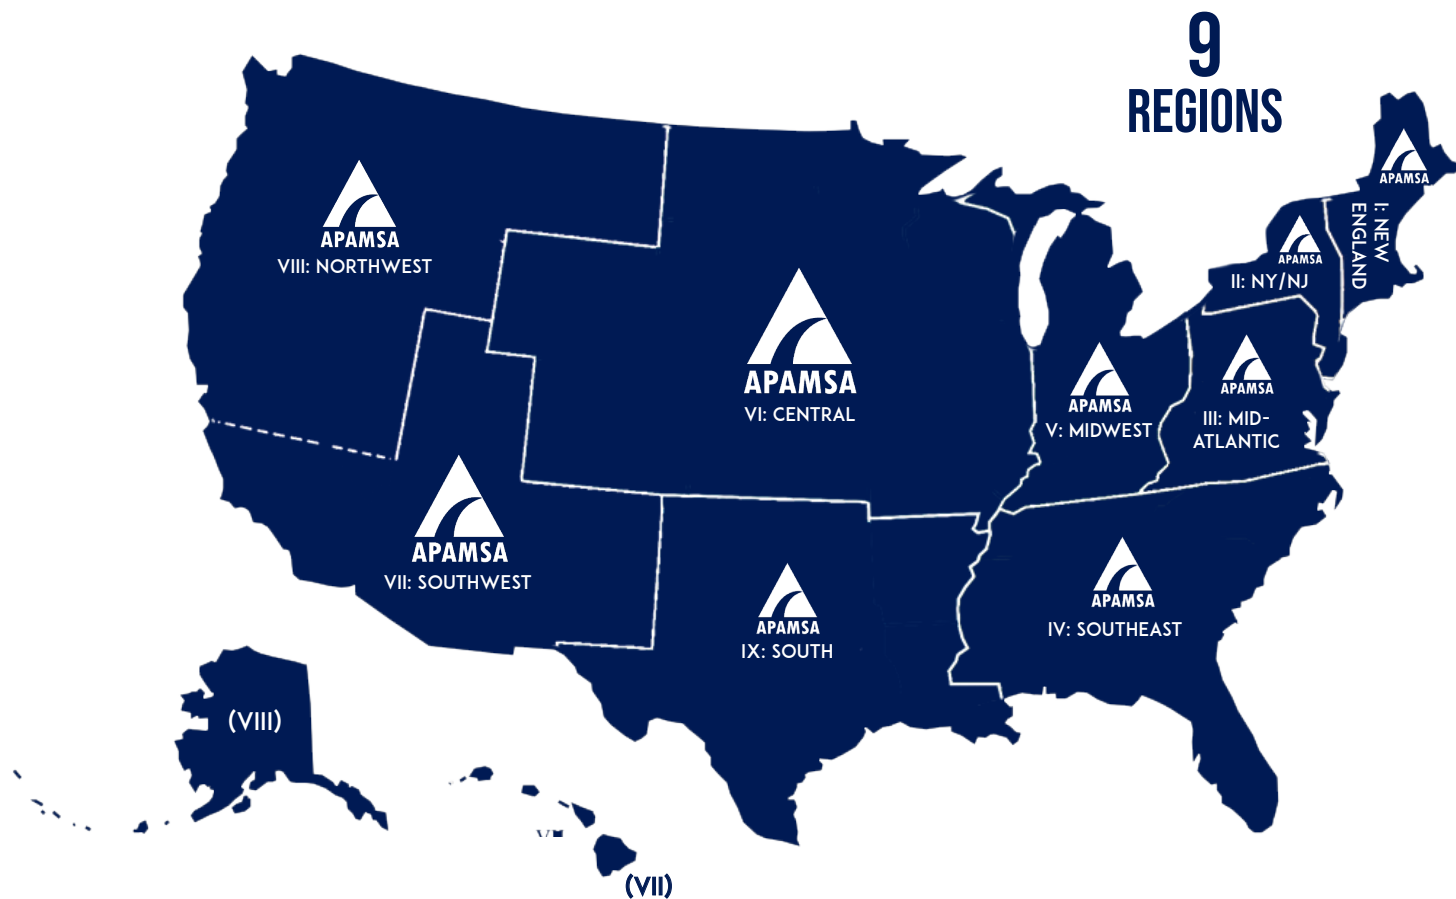 9
REGIONS
APAMSA
VIII: NORTHWEST
APAMSA
VI: CENTRAL
APAMSA
I: NEW
ENGLAND
APAMSA
II: NY/NJ
APAMSA
V: MIDWEST
APAMSA
III: MID-
ATLANTIC
APAMSA
VII: SOUTHWEST
APAMSA
IX: SOUTH
APAMSA
IV: SOUTHEAST
(VIII)
(VII)